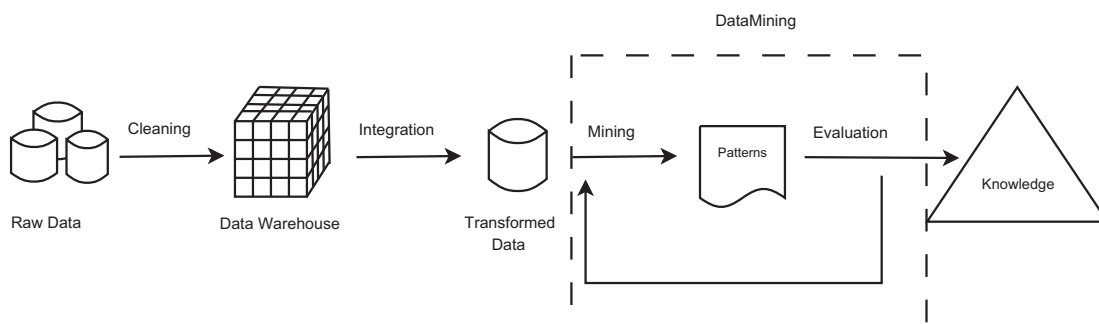 DataMining
Cleaning
Integration
Mining
Evaluation
Patterns
Knowledge
Raw Data
Data Warehouse
Transformed
Data